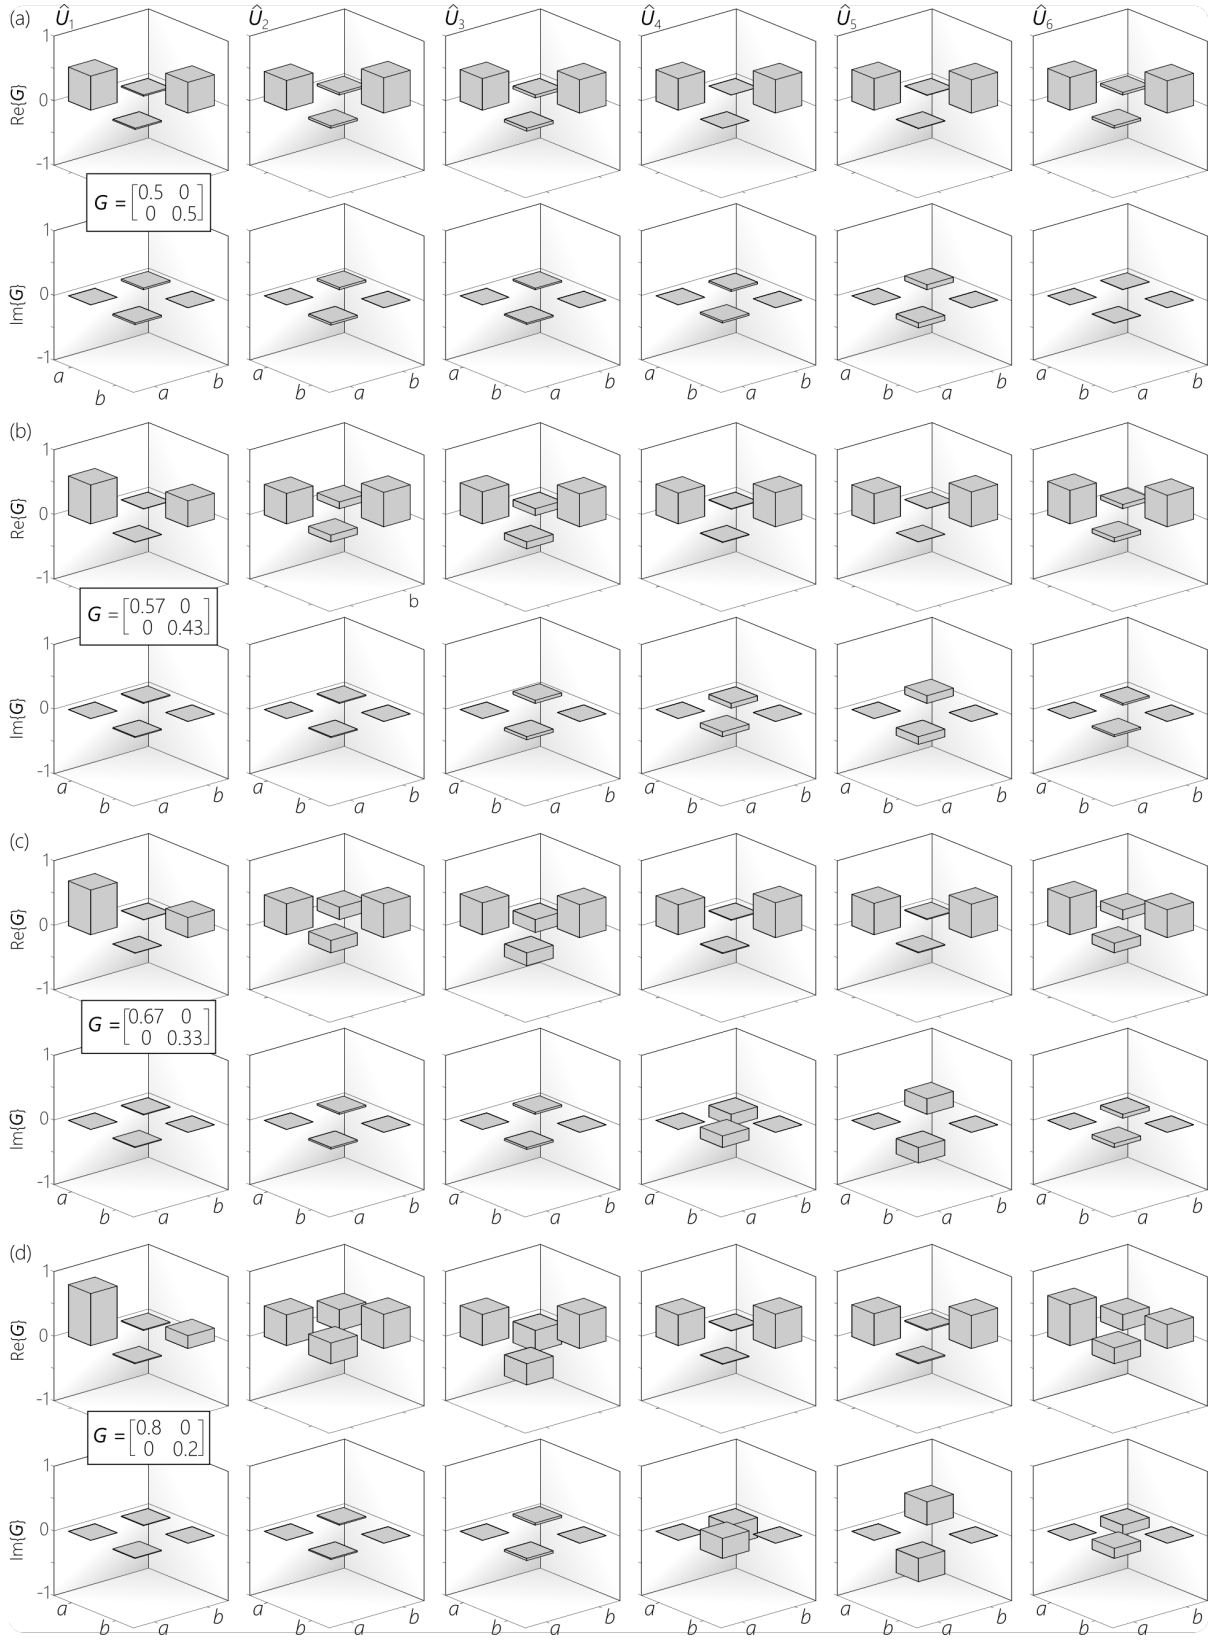 (a) Û1 Û2 Û3 Û4 Û5 Û6
1
Re{G} 0
-1
G = [0.5 0
0 0.5]
1
Im{G} 0
-1
a b a b a b a b a b a b a b a b a b a b a b a b
(b)
1
Re{G} 0
-1
b
G = [0.57 0
0 0.43]
1
Im{G} 0
-1
a b a b a b a b a b a b a b a b a b a b a b a b
(c)
1
Re{G} 0
-1
G = [0.67 0
0 0.33]
1
Im{G} 0
-1
a b a b a b a b a b a b a b a b a b a b a b a b
(d)
1
Re{G} 0
-1
G = [0.8 0
0 0.2]
1
Im{G} 0
-1
a b a b a b a b a b a b a b a b a b a b a b a b